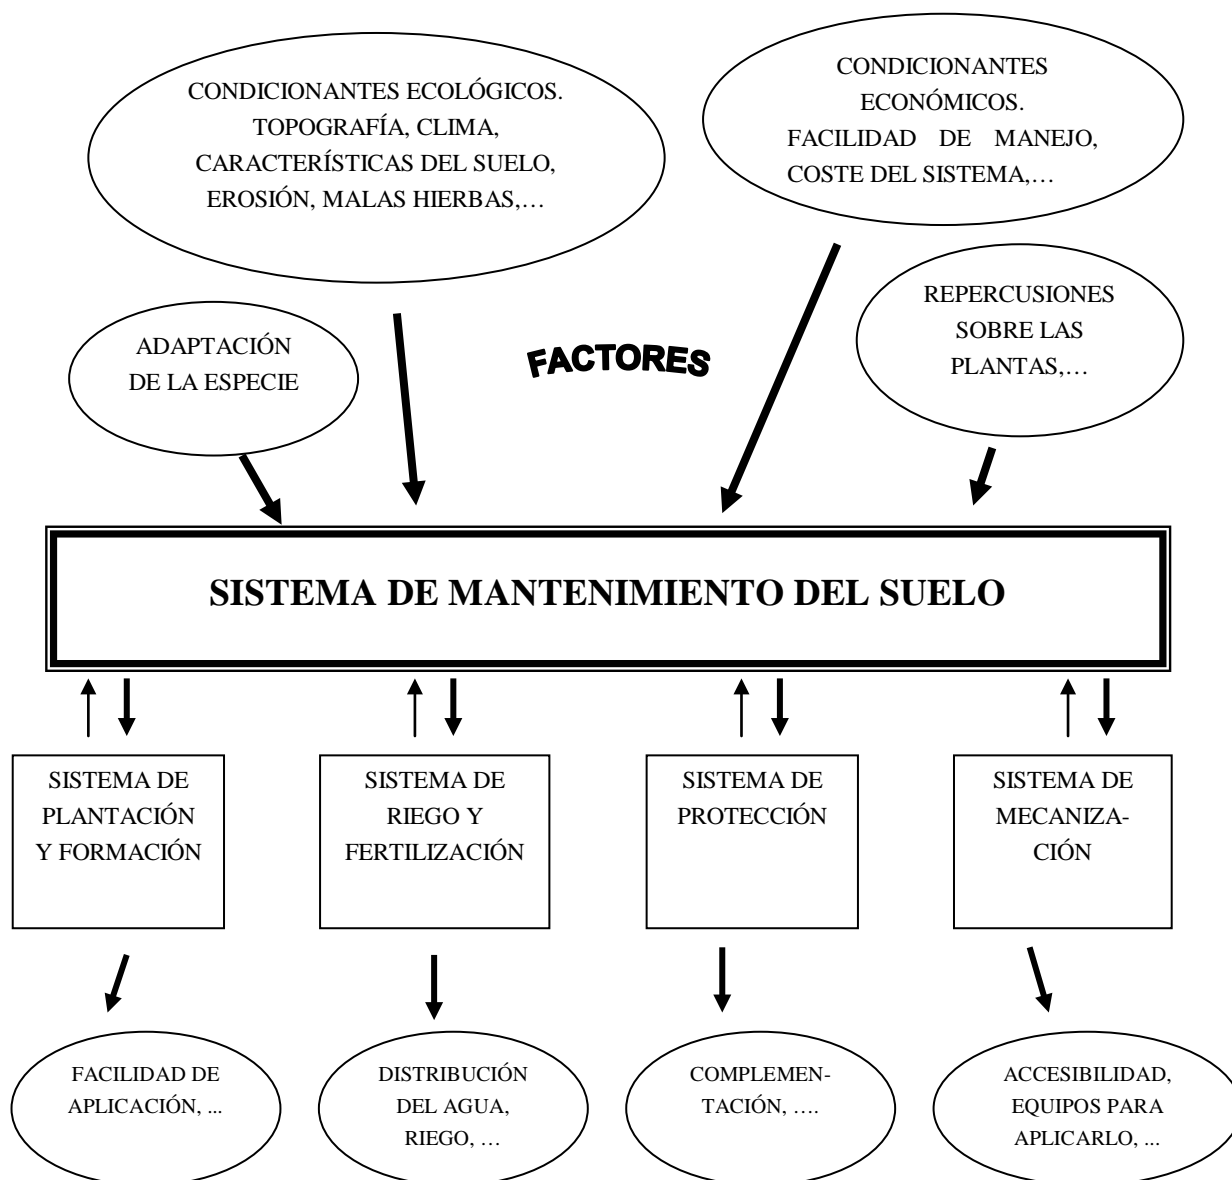 CONDICIONANTES ECOLÓGICOS.
TOPOGRAFÍA, CLIMA,
CARACTERÍSTICAS DEL SUELO,
EROSIÓN, MALAS HIERBAS,…
CONDICIONANTES
ECONÓMICOS.
FACILIDAD DE MANEJO,
COSTE DEL SISTEMA,…
ADAPTACIÓN
DE LA ESPECIE
FACTORES
REPERCUSIONES
SOBRE LAS
PLANTAS,…
SISTEMA DE MANTENIMIENTO DEL SUELO
SISTEMA DE
PLANTACIÓN
Y FORMACIÓN
SISTEMA DE
RIEGO Y
FERTILIZACIÓN
SISTEMA DE
PROTECCIÓN
SISTEMA DE
MECANIZA-
CIÓN
FACILIDAD DE
APLICACIÓN, ...
DISTRIBUCIÓN
DEL AGUA,
RIEGO, …
COMPLEMEN-
TACIÓN, ….
ACCESIBILIDAD,
EQUIPOS PARA
APLICARLO, ...